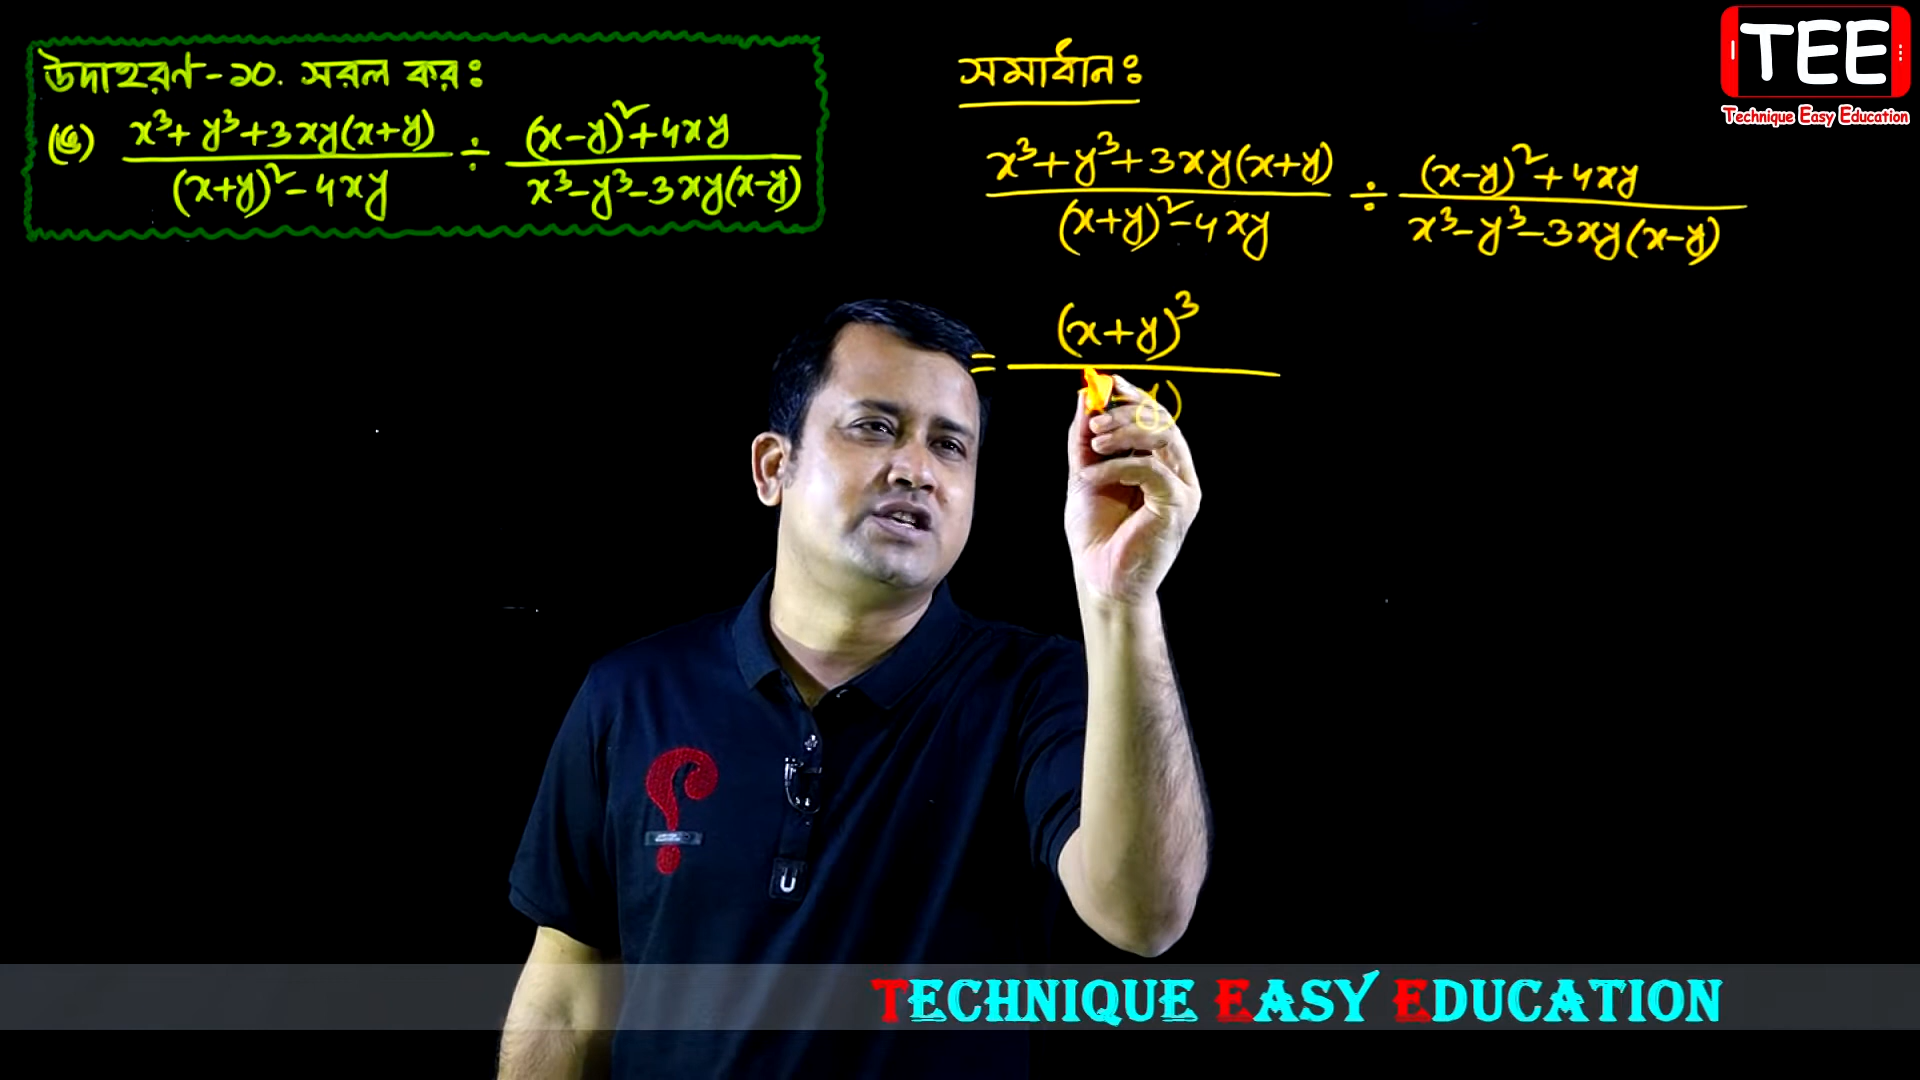 উদাহরণ-১০. সরল কর:
(ঙ) x³+y³+3xy(x+y) / (x+y)²-4xy ÷ (x-y)²+4xy / x³-y³-3xy(x-y)
সমাধান:
x³+y³+3xy(x+y) / (x+y)²-4xy ÷ (x-y)²+4xy / x³-y³-3xy(x-y)
= (x+y)³ / -y)
TEE
Technique Easy Education
U
TECHNIQUE EASY EDUCATION